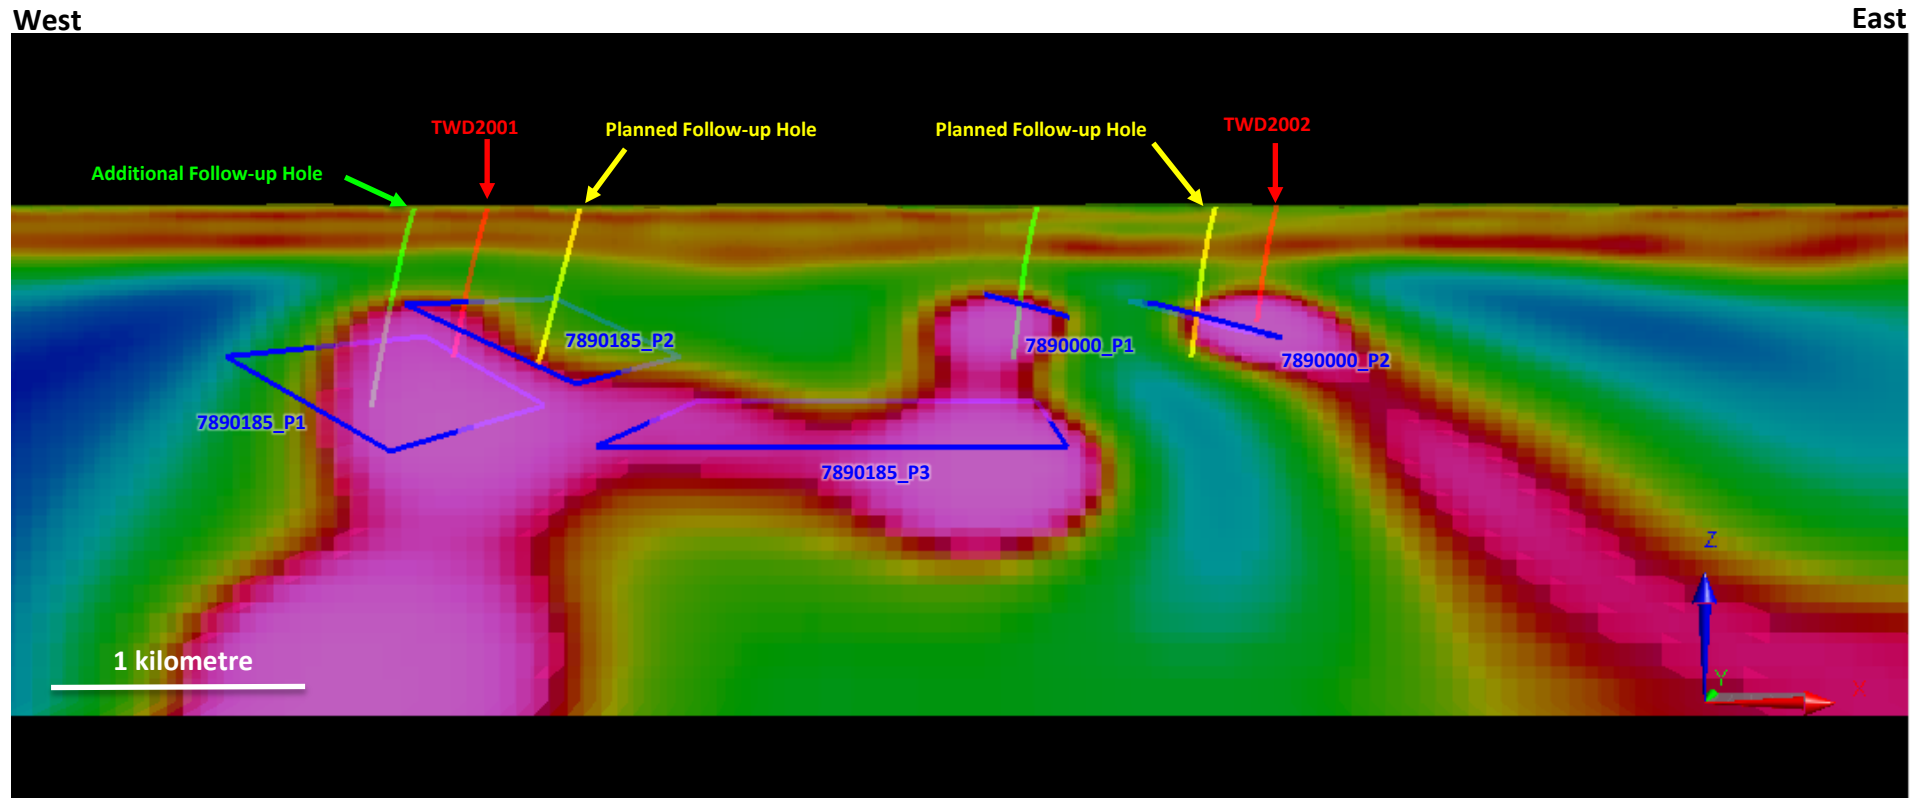 West
East
TWD2001
Planned Follow-up Hole
Planned Follow-up Hole
TWD2002
Additional Follow-up Hole
7890185_P2
7890000_P1
7890000_P2
7890185_P1
7890185_P3
Z
1 kilometre
Y
X